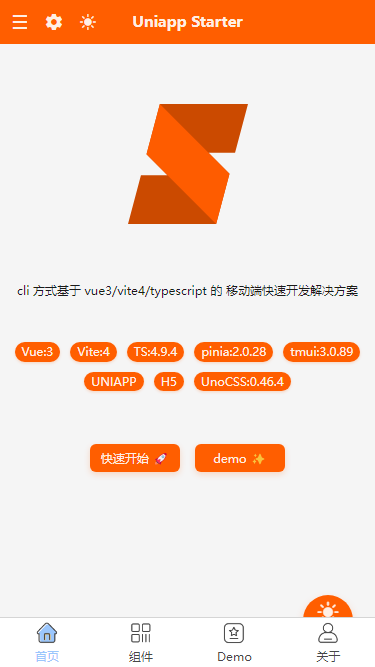 Uniapp Starter
cli 方式基于 vue3/vite4/typescript 的 移动端快速开发解决方案
Vue:3 Vite:4 TS:4.9.4 pinia:2.0.28 tmui:3.0.89
UNIAPP H5 UnoCSS:0.46.4
快速开始 🚀 demo ✨
首页 组件 Demo 关于